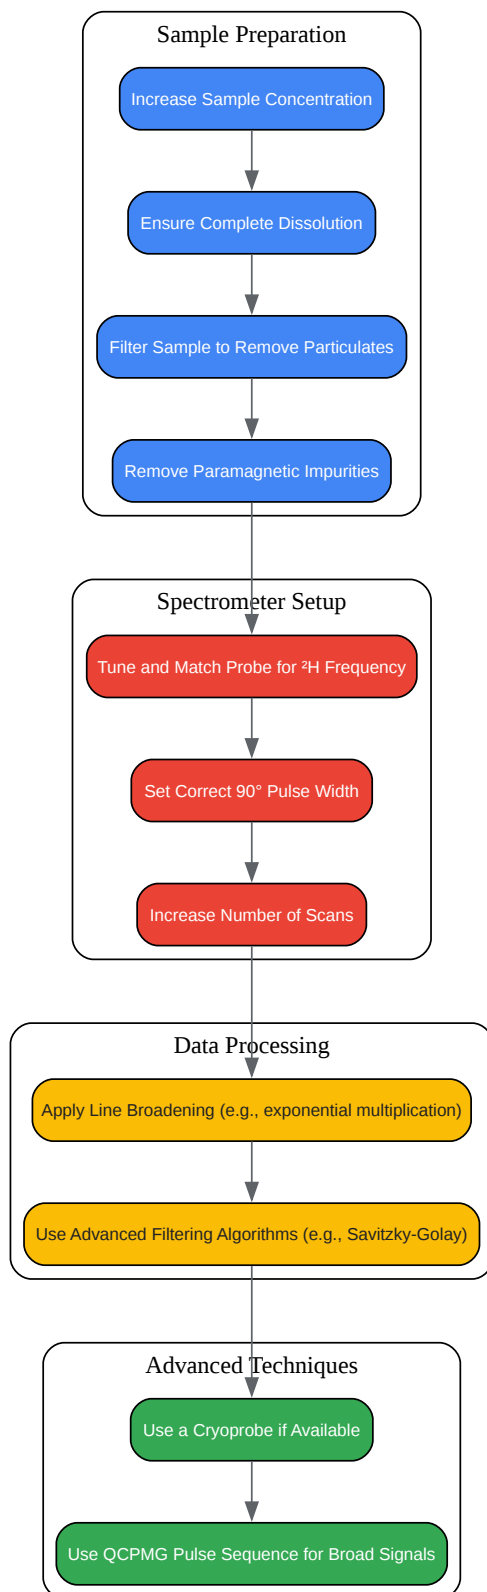 Sample Preparation
Increase Sample Concentration
Ensure Complete Dissolution
Filter Sample to Remove Particulates
Remove Paramagnetic Impurities
Spectrometer Setup
Tune and Match Probe for ²H Frequency
Set Correct 90° Pulse Width
Increase Number of Scans
Data Processing
Apply Line Broadening (e.g., exponential multiplication)
Use Advanced Filtering Algorithms (e.g., Savitzky-Golay)
Advanced Techniques
Use a Cryoprobe if Available
Use QCPMG Pulse Sequence for Broad Signals